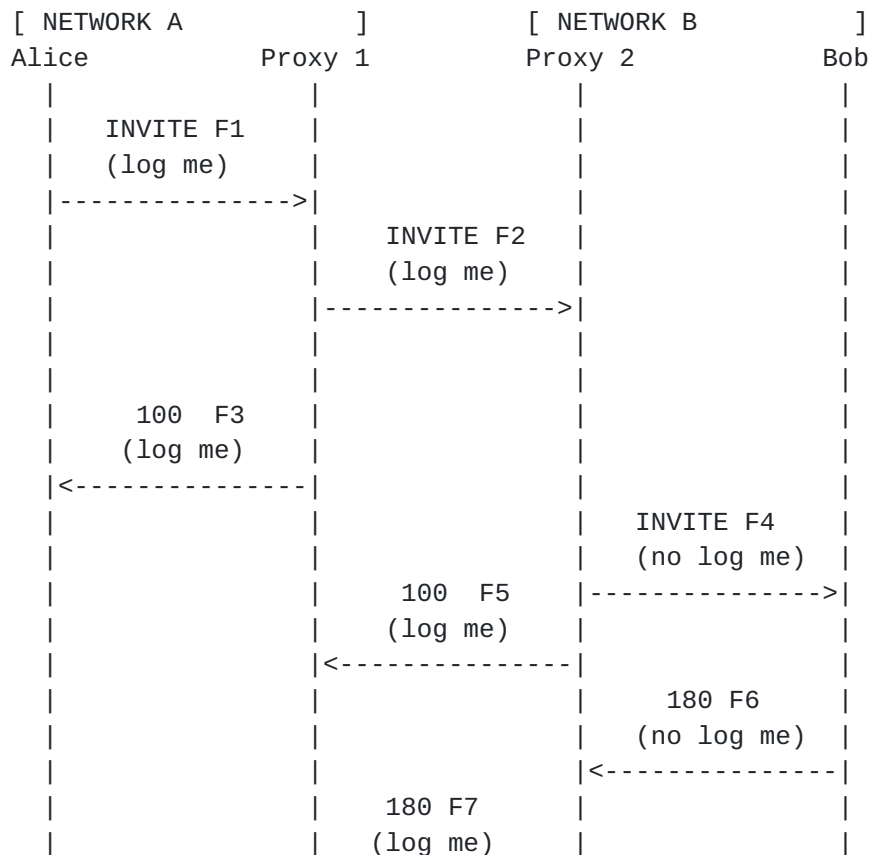 [ NETWORK A           ]          [ NETWORK B          ]
Alice           Proxy 1          Proxy 2            Bob
  |                |                |                |
  |   INVITE F1    |                |                |
  |   (log me)     |                |                |
  |--------------->|                |                |
  |                |    INVITE F2   |                |
  |                |    (log me)    |                |
  |                |--------------->|                |
  |                |                |                |
  |                |                |                |
  |     100  F3    |                |                |
  |    (log me)    |                |                |
  |<---------------|                |                |
  |                |                |   INVITE F4    |
  |                |                |   (no log me)  |
  |                |     100  F5    |--------------->|
  |                |    (log me)    |                |
  |                |<---------------|                |
  |                |                |     180 F6     |
  |                |                |   (no log me)  |
  |                |                |<---------------|
  |                |    180 F7      |                |
  |                |   (log me)     |                |